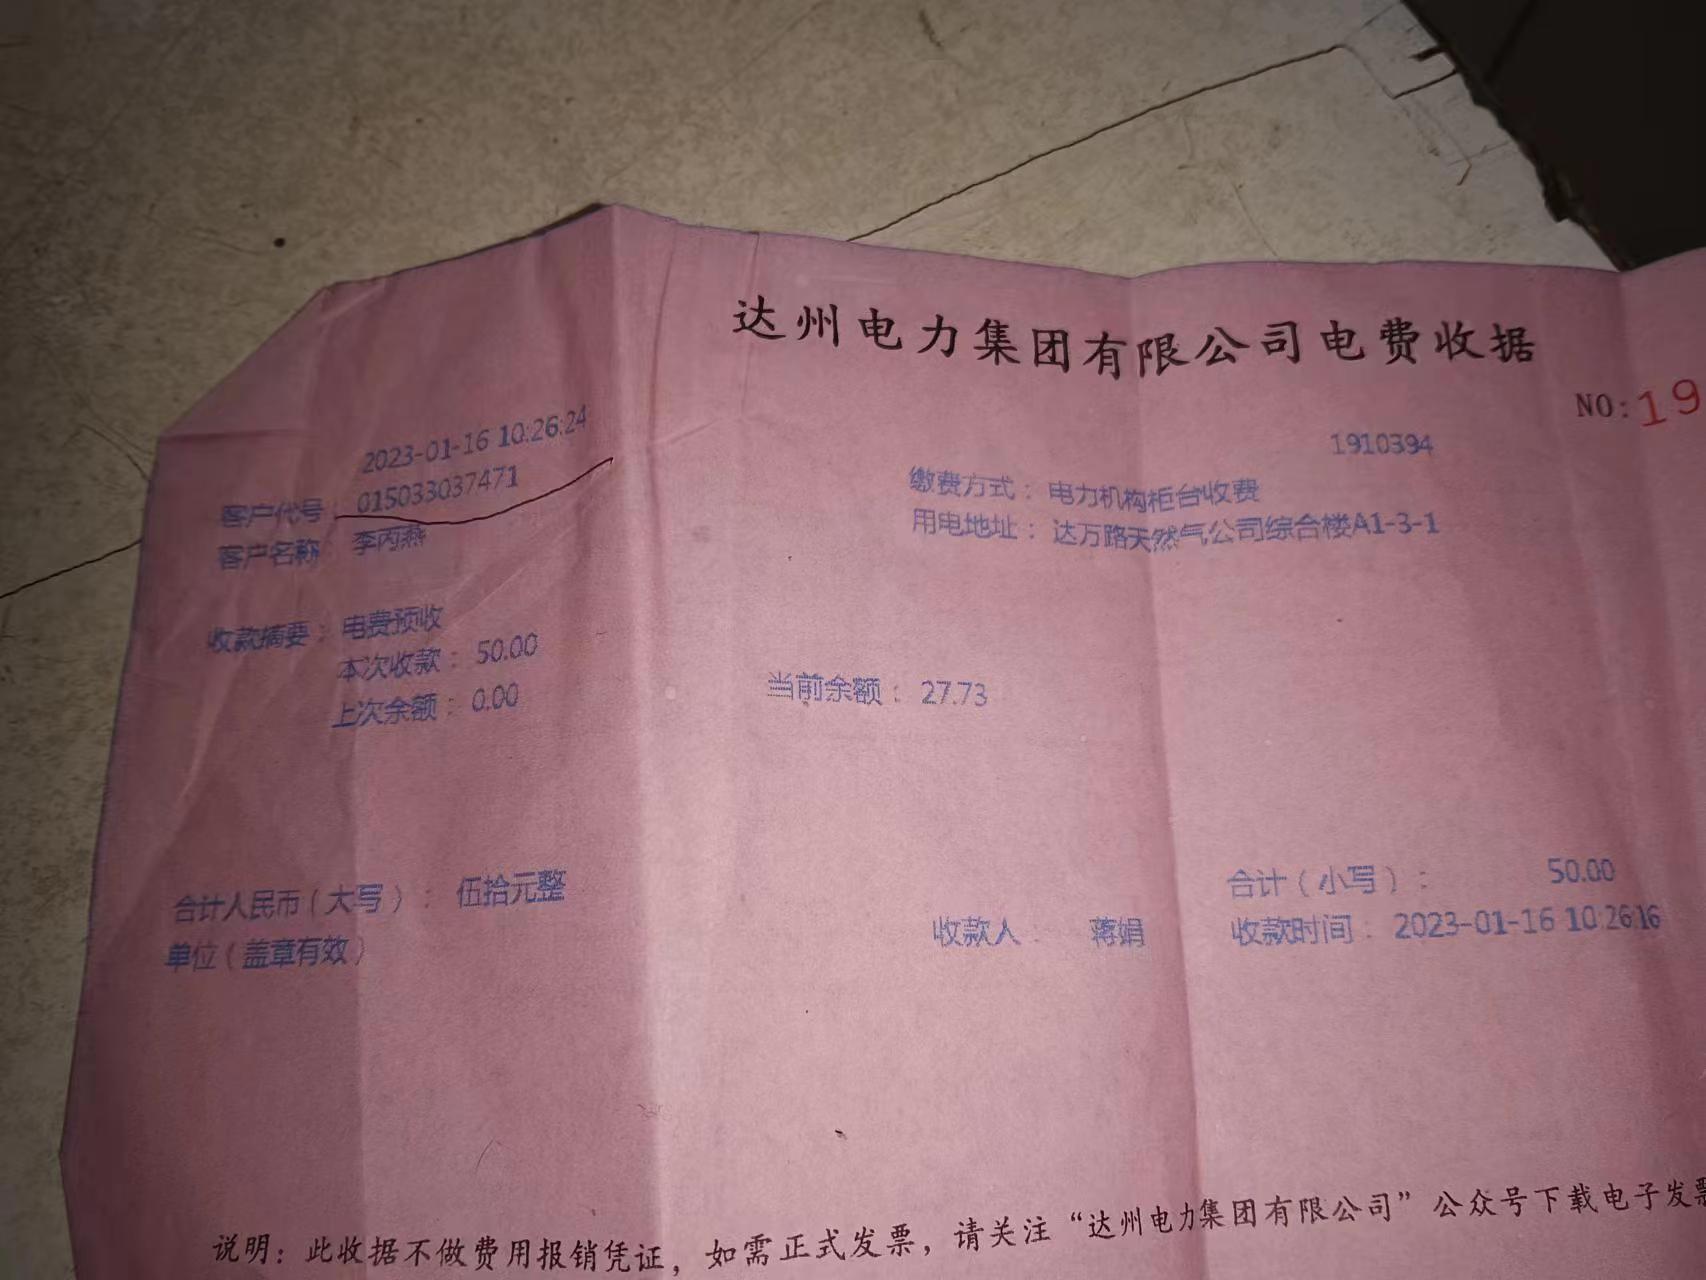 达州电力集团有限公司电费收据
NO:19
2023-01-16 10:26:24
1910394
客户代号：015033037471
缴费方式：电力机构柜台收费
客户名称：李丙燕
用电地址：达万路天然气公司综合楼A1-3-1
收款摘要：电费预收
本次收款：50.00
上次余额：0.00
当前余额：27.73
合计人民币（大写）：伍拾元整
合计（小写）：50.00
单位（盖章有效）
收款人：蒋娟
收款时间：2023-01-16 10:26:16
说明：此收据不做费用报销凭证，如需正式发票，请关注“达州电力集团有限公司”公众号下载电子发票